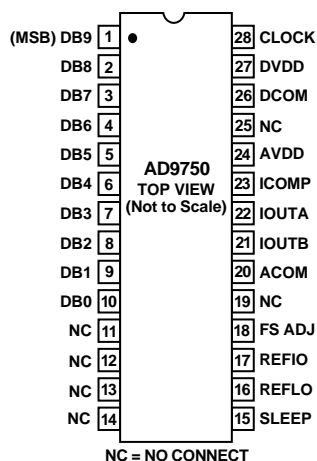 (MSB) DB9 1 28 CLOCK
DB8 2 27 DVDD
DB7 3 26 DCOM
DB6 4 25 NC
DB5 5 24 AVDD
DB4 6 23 ICOMP
DB3 7 22 IOUTA
DB2 8 21 IOUTB
DB1 9 20 ACOM
DB0 10 19 NC
NC 11 18 FS ADJ
NC 12 17 REFIO
NC 13 16 REFLO
NC 14 15 SLEEP
AD9750
TOP VIEW
(Not to Scale)
NC = NO CONNECT